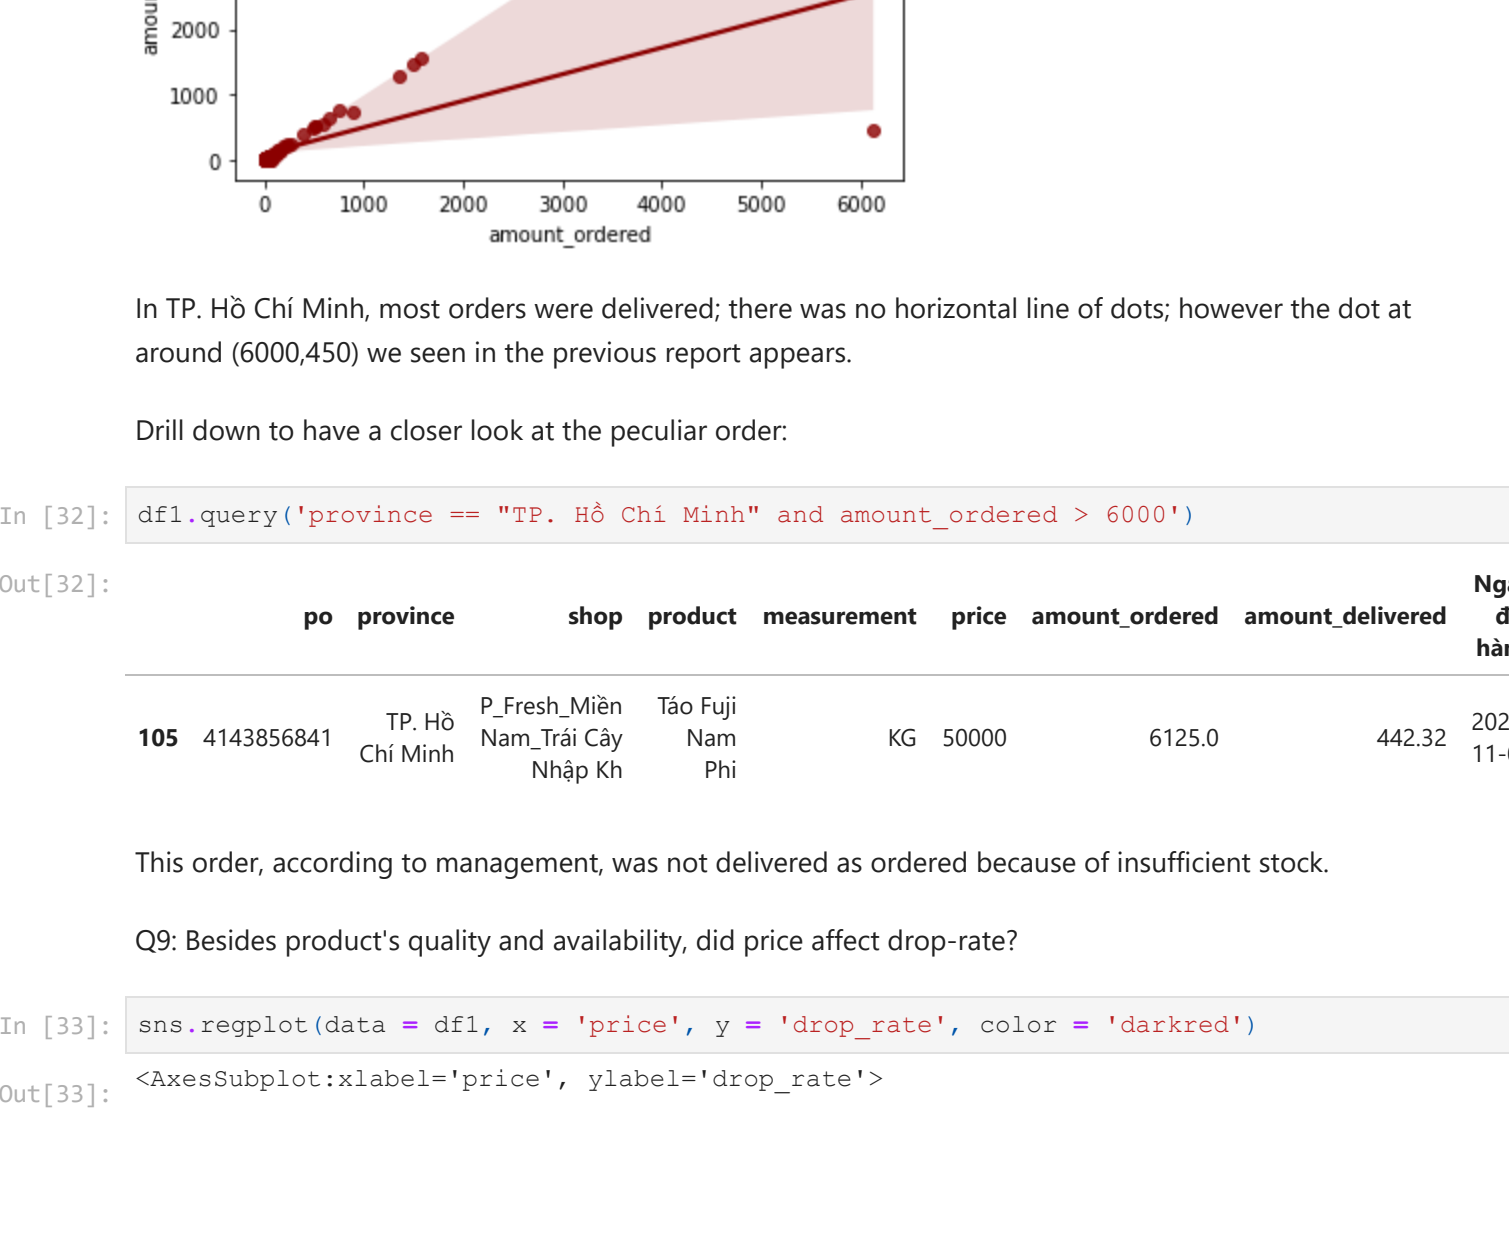 amou
2000
1000
0
0 1000 2000 3000 4000 5000 6000
amount_ordered
In TP. Hồ Chí Minh, most orders were delivered; there was no horizontal line of dots; however the dot at
around (6000,450) we seen in the previous report appears.
Drill down to have a closer look at the peculiar order:
In [32]: df1.query('province == "TP. Hồ Chí Minh" and amount_ordered > 6000')
Out[32]:
po province shop product measurement price amount_ordered amount_delivered Ngà
đ
hàn
105 4143856841 TP. Hồ Chí Minh P_Fresh_Miền Nam_Trái Cây Nhập Kh Táo Fuji Nam Phi KG 50000 6125.0 442.32 202
11-0
This order, according to management, was not delivered as ordered because of insufficient stock.
Q9: Besides product's quality and availability, did price affect drop-rate?
In [33]: sns.regplot(data = df1, x = 'price', y = 'drop_rate', color = 'darkred')
Out[33]: <AxesSubplot:xlabel='price', ylabel='drop_rate'>